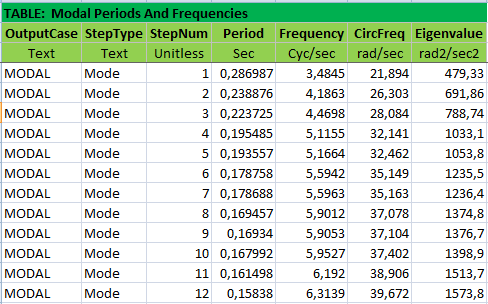 TABLE: Modal Periods And Frequencies
OutputCase StepType StepNum Period Frequency CircFreq Eigenvalue
Text Text Unitless Sec Cyc/sec rad/sec rad2/sec2
MODAL Mode 1 0,286987 3,4845 21,894 479,33
MODAL Mode 2 0,238876 4,1863 26,303 691,86
MODAL Mode 3 0,223725 4,4698 28,084 788,74
MODAL Mode 4 0,195485 5,1155 32,141 1033,1
MODAL Mode 5 0,193557 5,1664 32,462 1053,8
MODAL Mode 6 0,178758 5,5942 35,149 1235,5
MODAL Mode 7 0,178688 5,5963 35,163 1236,4
MODAL Mode 8 0,169457 5,9012 37,078 1374,8
MODAL Mode 9 0,16934 5,9053 37,104 1376,7
MODAL Mode 10 0,167992 5,9527 37,402 1398,9
MODAL Mode 11 0,161498 6,192 38,906 1513,7
MODAL Mode 12 0,15838 6,3139 39,672 1573,8